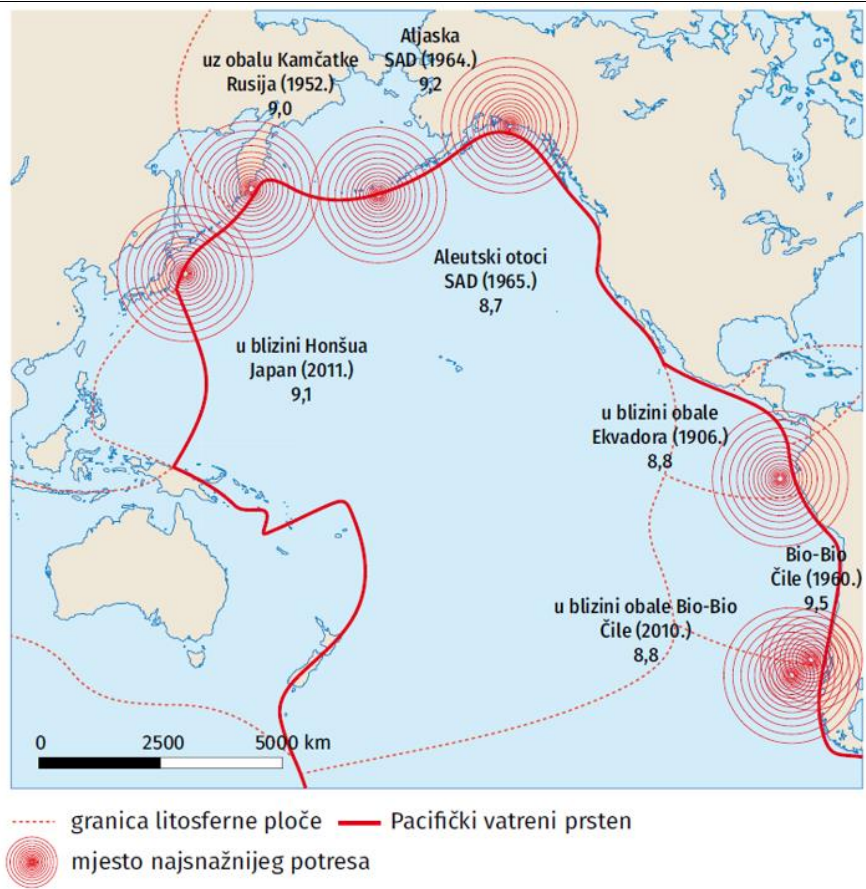 Aljaska
SAD (1964.)
9,2
uz obalu Kamčatke
Rusija (1952.)
9,0
Aleutski otoci
SAD (1965.)
8,7
u blizini Honšua
Japan (2011.)
9,1
u blizini obale
Ekvadora (1906.)
8,8
Bio-Bio
Čile (1960.)
9,5
u blizini obale Bio-Bio
Čile (2010.)
8,8
0 2500 5000 km
granica litosferne ploče Pacifički vatreni prsten
mjesto najsnažnijeg potresa